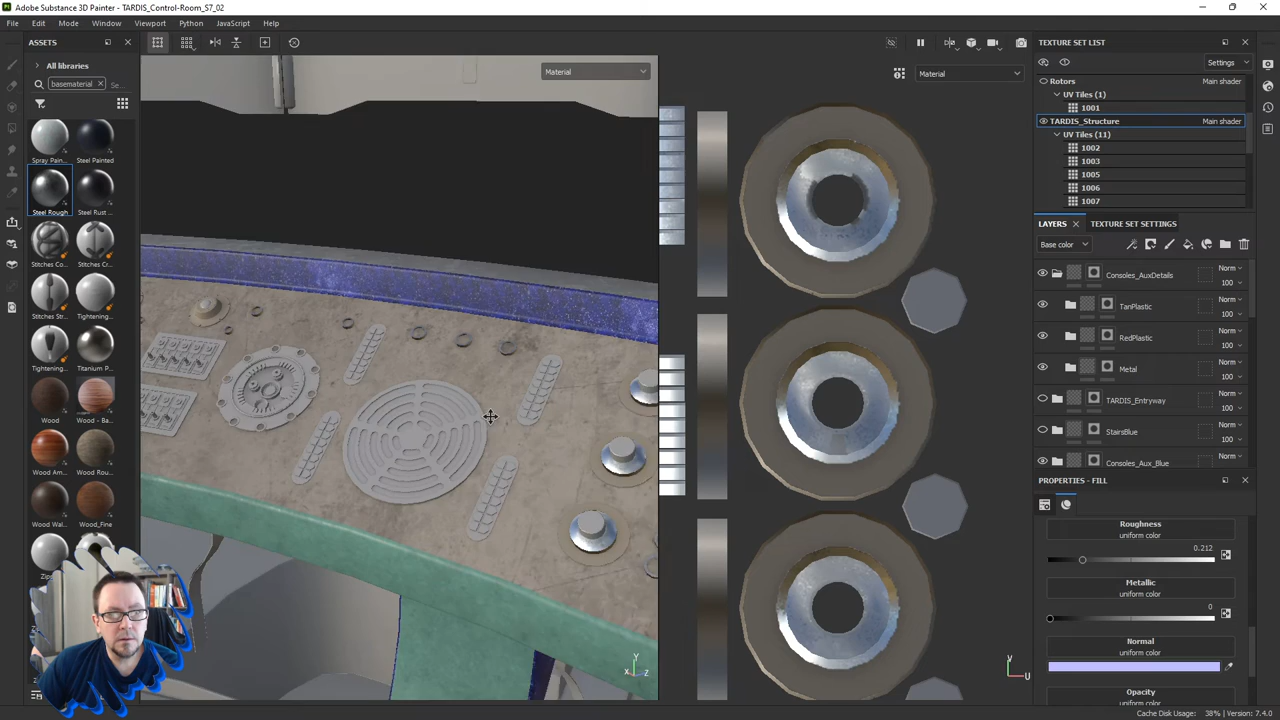 Adobe Substance 3D Painter - TARDIS_Control-Room_S7_02
File Edit Mode Window Viewport Python JavaScript Help
ASSETS
All libraries
basematerial
Se...
Spray Pain...
Steel Painted
Steel Rough
Steel Rust ...
Stitches Co...
Stitches Cr...
Stitches Str...
Tightening...
Tightening...
Titanium P...
Wood
Wood - Ba...
Wood Am...
Wood Rou...
Wood Wal...
Wood_Fine
Material
Material
Y
X
Z
V
U
TEXTURE SET LIST
Settings
Rotors
Main shader
UV Tiles (1)
1001
TARDIS_Structure
Main shader
UV Tiles (11)
1002
1003
1005
1006
1007
LAYERS
TEXTURE SET SETTINGS
Base color
Consoles_AuxDetails
Norm
100
TanPlastic
Norm
100
RedPlastic
Norm
100
Metal
Norm
100
TARDIS_Entryway
Norm
100
StairsBlue
Norm
100
Consoles_Aux_Blue
Norm
PROPERTIES - FILL
Roughness
uniform color
0.212
Metallic
uniform color
0
Normal
uniform color
Opacity
uniform color
Cache Disk Usage: 38% | Version: 7.4.0